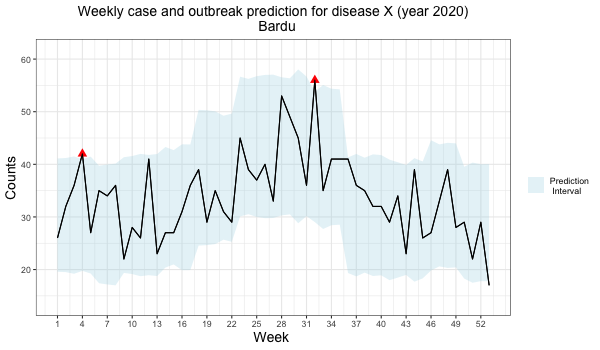 Weekly case and outbreak prediction for disease X (year 2020)
Bardu
60
50
40
30
20
Counts
1 4 7 10 13 16 19 22 25 28 31 34 37 40 43 46 49 52
Week
Prediction
Interval